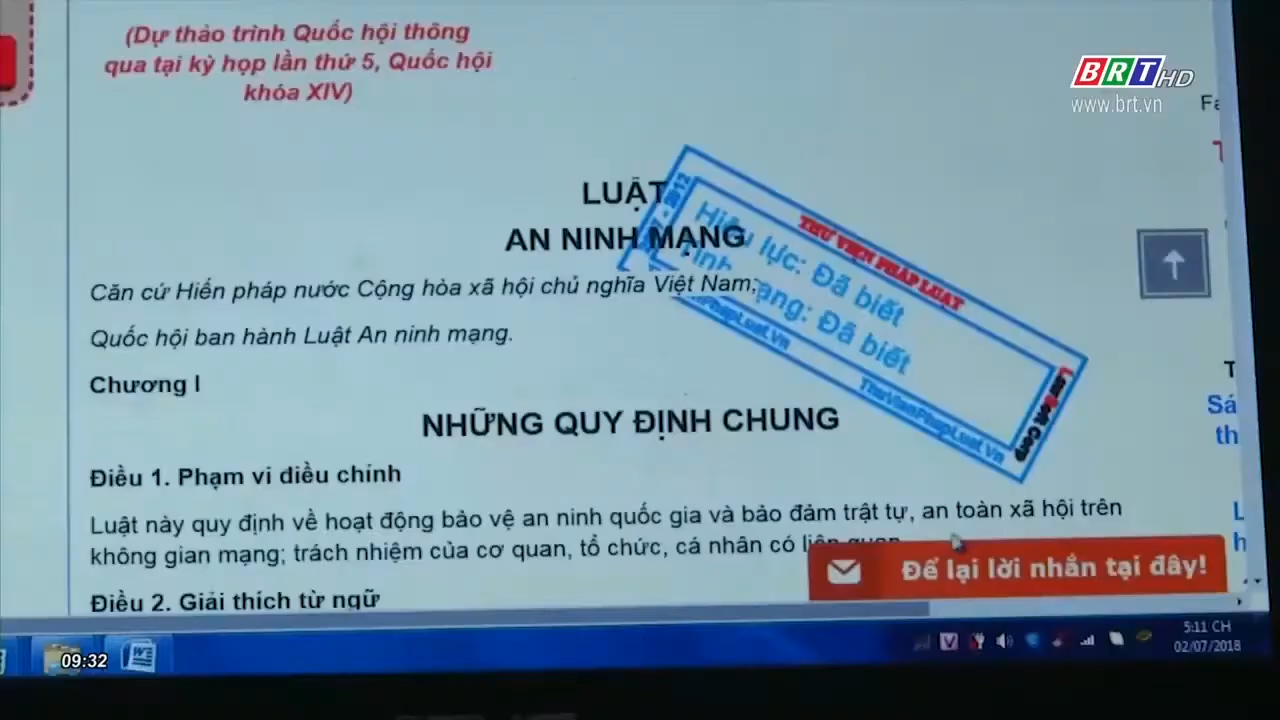 (Dự thảo trình Quốc hội thông
qua tại kỳ họp lần thứ 5, Quốc hội
khóa XIV)
BRT HD
www.brt.vn
LUẬT
AN NINH MẠNG
THƯ VIỆN PHÁP LUẬT
Hiệu lực: Đã biết
Đã biết
ThuVienPhapLuat.Vn
LawSoft Corp
Căn cứ Hiến pháp nước Cộng hòa xã hội chủ nghĩa Việt Nam;
Quốc hội ban hành Luật An ninh mạng.
Chương I
NHỮNG QUY ĐỊNH CHUNG
Điều 1. Phạm vi điều chính
Luật này quy định về hoạt động bảo vệ an ninh quốc gia và bảo đảm trật tự, an toàn xã hội trên
không gian mạng; trách nhiệm của cơ quan, tổ chức, cá nhân có liên quan.
Để lại lời nhắn tại đây!
Điều 2. Giải thích từ ngữ
09:32
5:11 CH
02/07/2018